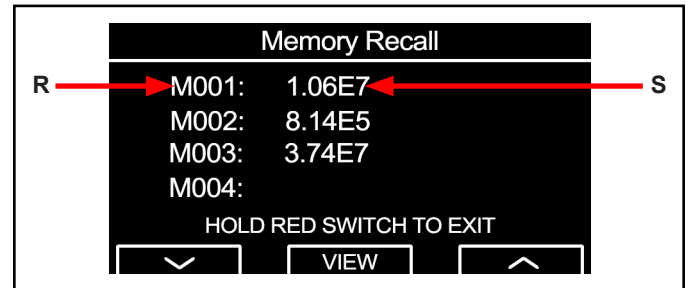 Memory Recall
R M001: 1.06E7 S
M002: 8.14E5
M003: 3.74E7
M004:
HOLD RED SWITCH TO EXIT
VIEW